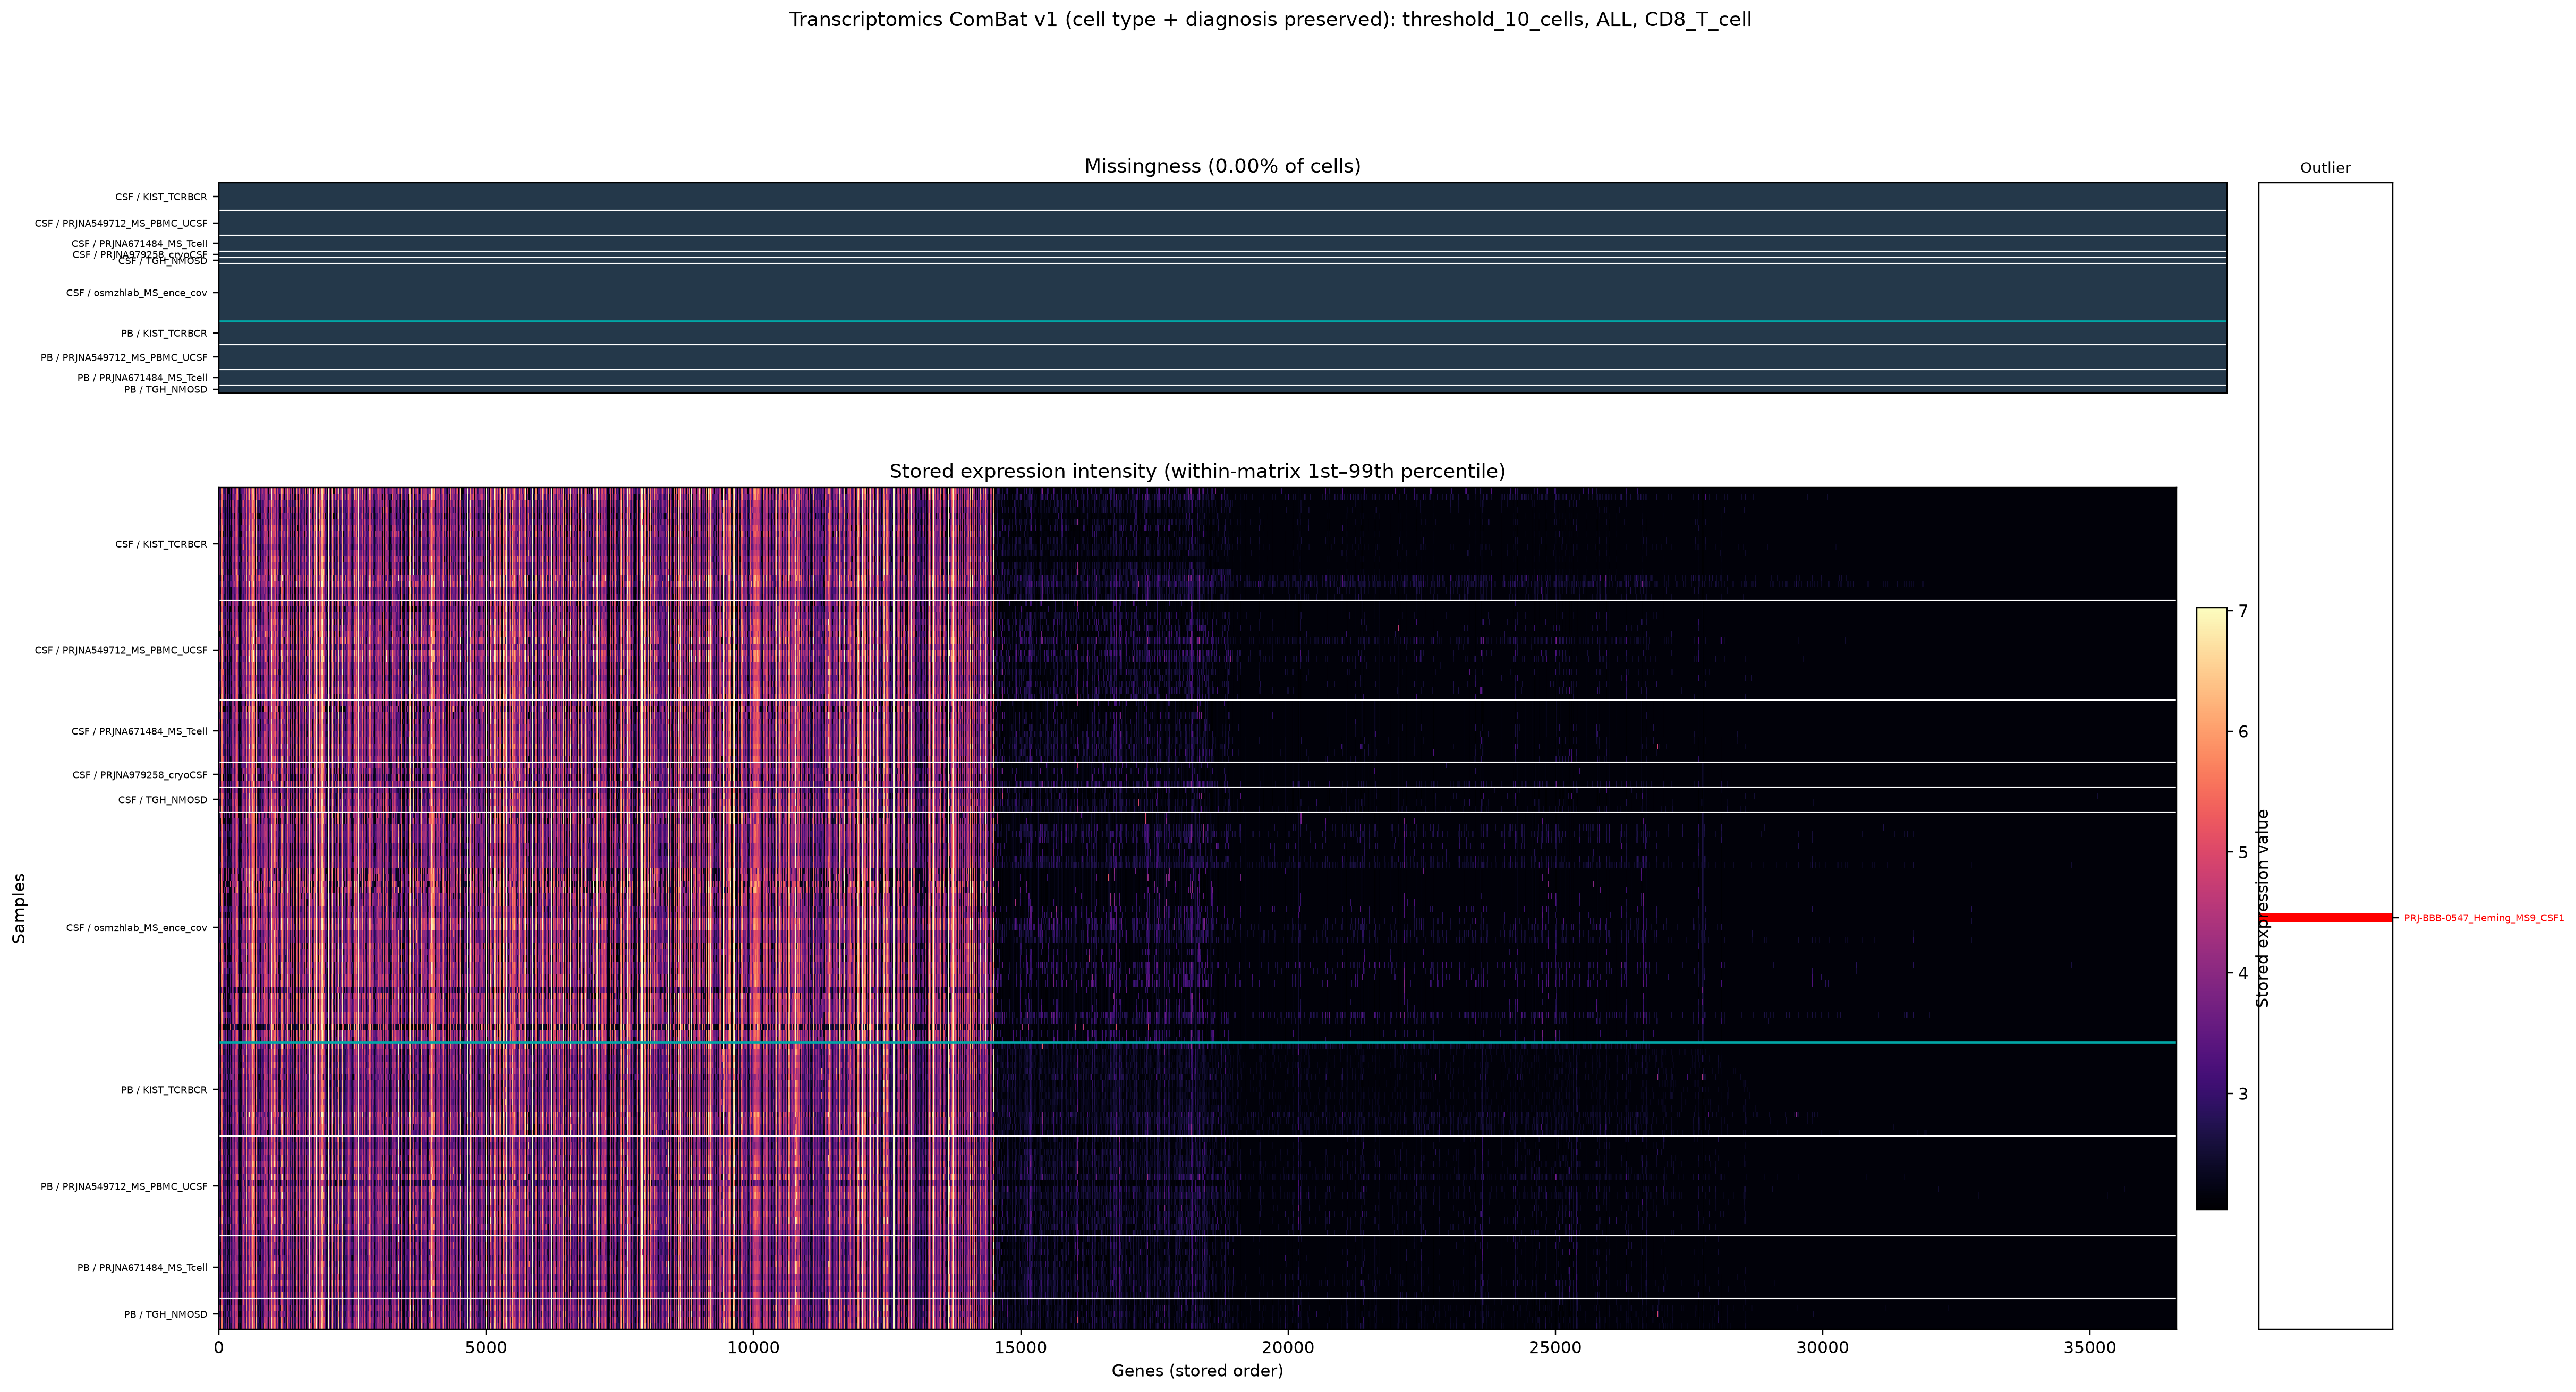 Transcriptomics ComBat v1 (cell type + diagnosis preserved): threshold_10_cells, ALL, CD8_T_cell
Missingness (0.00% of cells)
Outlier
CSF / KIST_TCRBCR
CSF / PRJNA549712_MS_PBMC_UCSF
CSF / PRJNA671484_MS_Tcell
CSF / PRJNA979258_cryoCSF
CSF / TGH_NMOSD
CSF / osmzhlab_MS_ence_cov
PB / KIST_TCRBCR
PB / PRJNA549712_MS_PBMC_UCSF
PB / PRJNA671484_MS_Tcell
PB / TGH_NMOSD
Stored expression intensity (within-matrix 1st–99th percentile)
Samples
CSF / KIST_TCRBCR
CSF / PRJNA549712_MS_PBMC_UCSF
CSF / PRJNA671484_MS_Tcell
CSF / PRJNA979258_cryoCSF
CSF / TGH_NMOSD
CSF / osmzhlab_MS_ence_cov
PB / KIST_TCRBCR
PB / PRJNA549712_MS_PBMC_UCSF
PB / PRJNA671484_MS_Tcell
PB / TGH_NMOSD
0 5000 10000 15000 20000 25000 30000 35000
Genes (stored order)
7
6
5
4
3
Stored expression value
PRJ-BBB-0547_Heming_MS9_CSF1